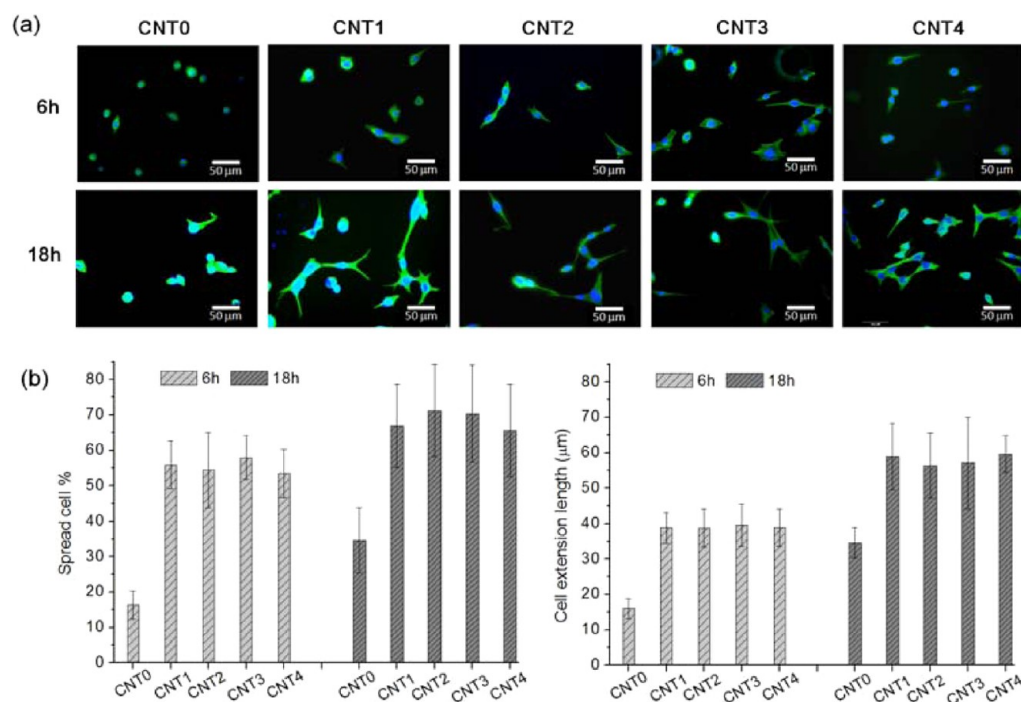 (a)
CNT0 CNT1 CNT2 CNT3 CNT4
6h
50 μm 50 μm 50 μm 50 μm 50 μm
18h
50 μm 50 μm 50 μm 50 μm 50 μm
(b)
6h 18h
80
70
60
50
40
30
20
10
0
Spread cell %
CNT0 CNT1 CNT2 CNT3 CNT4 CNT0 CNT1 CNT2 CNT3 CNT4
6h 18h
80
70
60
50
40
30
20
10
0
Cell extension length (μm)
CNT0 CNT1 CNT2 CNT3 CNT4 CNT0 CNT1 CNT2 CNT3 CNT4